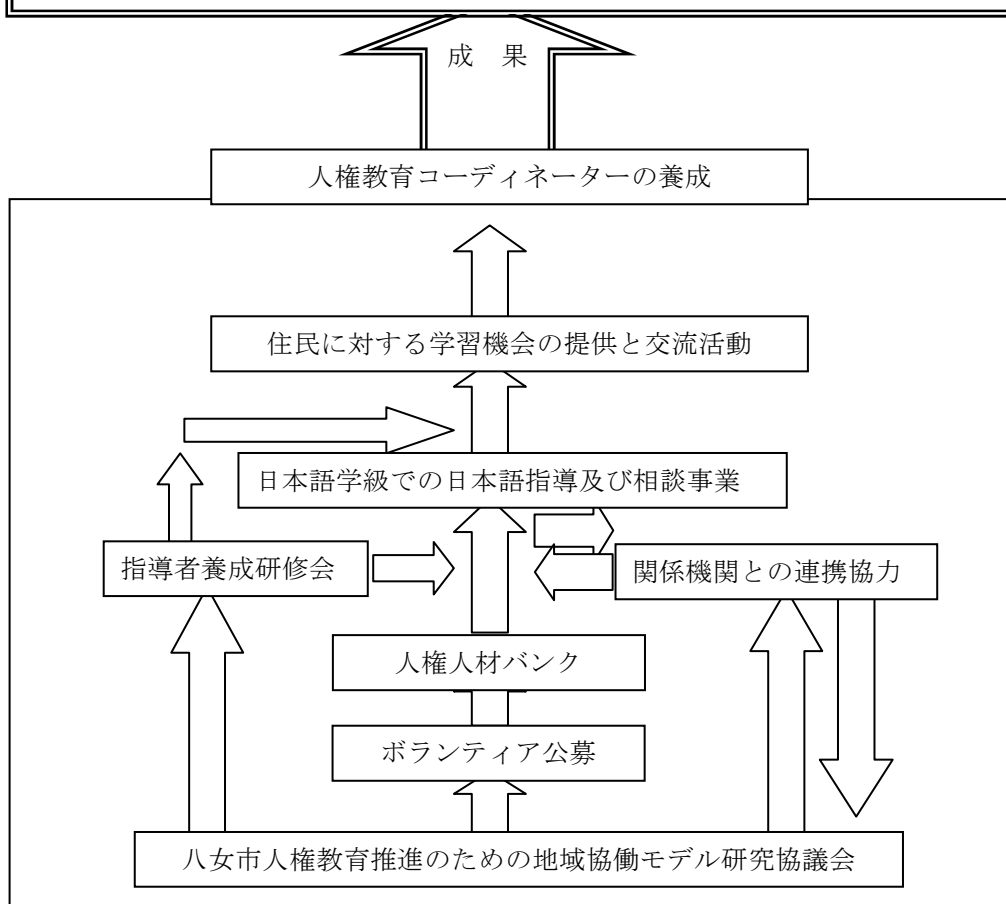 成 果
人権教育コーディネーターの養成
住民に対する学習機会の提供と交流活動
日本語学級での日本語指導及び相談事業
指導者養成研修会
関係機関との連携協力
人権人材バンク
ボランティア公募
八女市人権教育推進のための地域協働モデル研究協議会